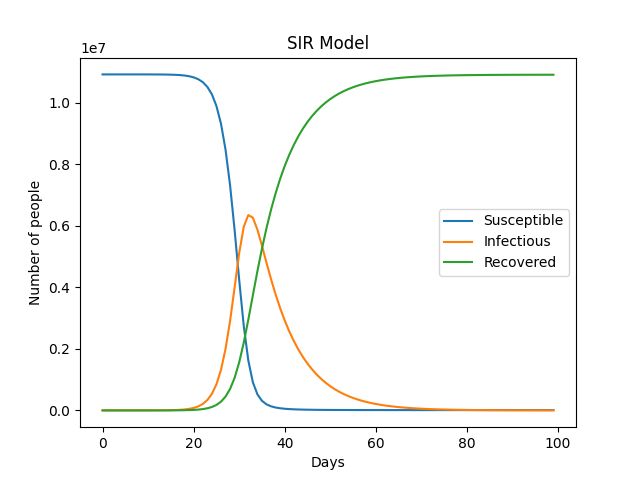 SIR Model
1e7
1.0
0.8
0.6
0.4
0.2
0.0
Number of people
Susceptible
Infectious
Recovered
0 20 40 60 80 100
Days